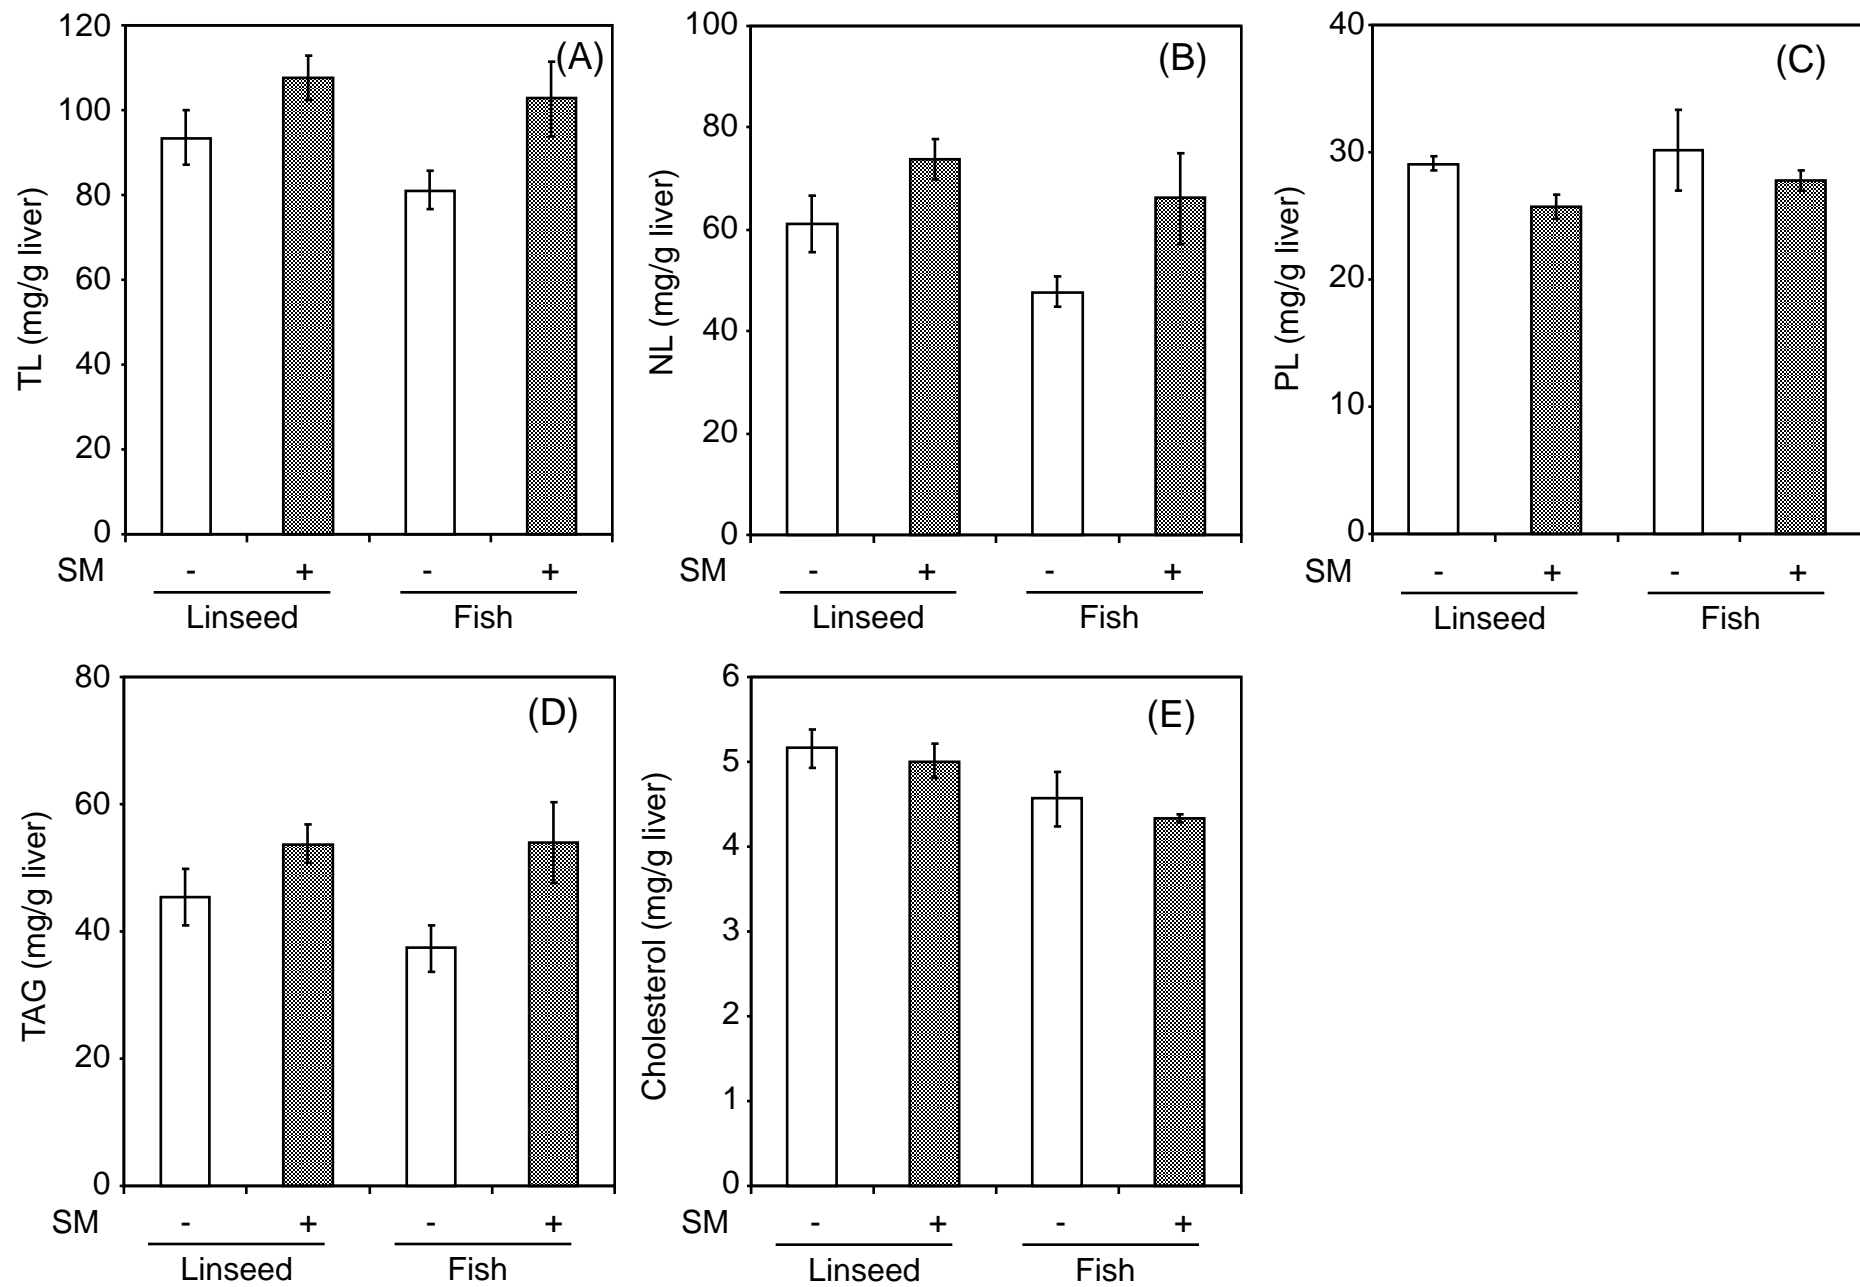 (A)
TL (mg/g liver)
120
100
80
60
40
20
0
SM - + - +
Linseed Fish
(B)
NL (mg/g liver)
100
80
60
40
20
0
SM - + - +
Linseed Fish
(C)
PL (mg/g liver)
40
30
20
10
0
SM - + - +
Linseed Fish
(D)
TAG (mg/g liver)
80
60
40
20
0
SM - + - +
Linseed Fish
(E)
Cholesterol (mg/g liver)
6
5
4
3
2
1
0
SM - + - +
Linseed Fish